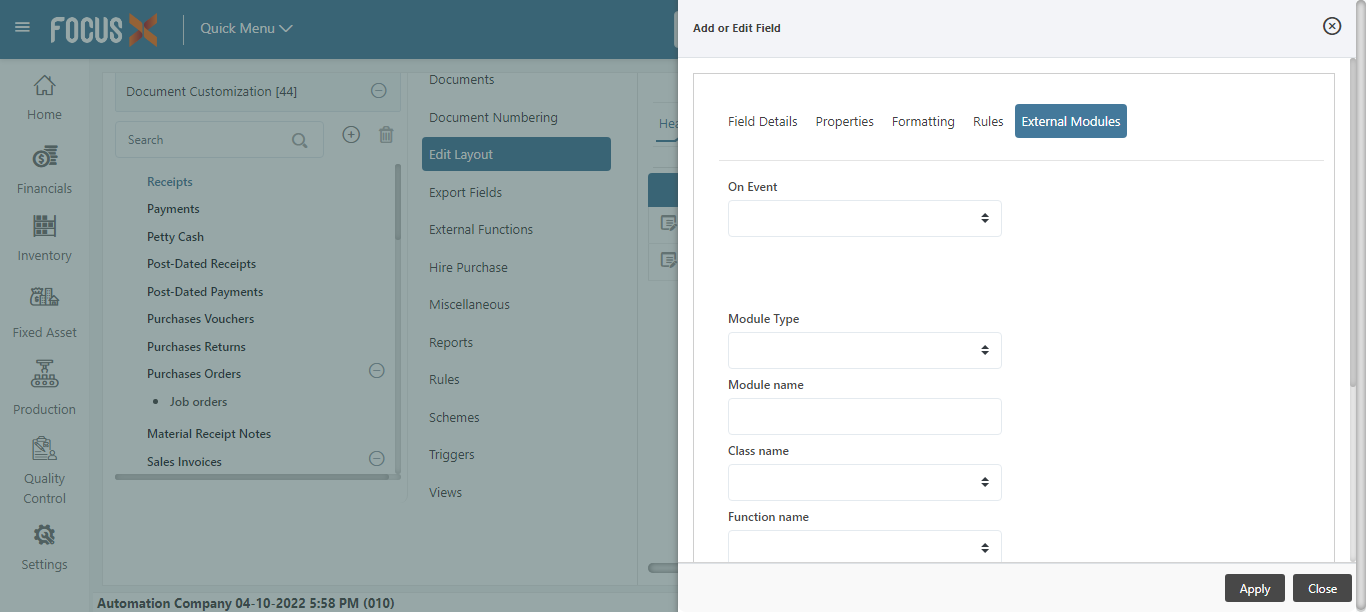 FOCUS X
Quick Menu
Add or Edit Field
Home
Financials
Inventory
Fixed Asset
Production
Quality
Control
Settings
Document Customization [44]
Search
Receipts
Payments
Petty Cash
Post-Dated Receipts
Post-Dated Payments
Purchases Vouchers
Purchases Returns
Purchases Orders
Job orders
Material Receipt Notes
Sales Invoices
Documents
Document Numbering
Edit Layout
Export Fields
External Functions
Hire Purchase
Miscellaneous
Reports
Rules
Schemes
Triggers
Views
Hea
Field Details Properties Formatting Rules External Modules
On Event
Module Type
Module name
Class name
Function name
Apply Close
Automation Company 04-10-2022 5:58 PM (010)